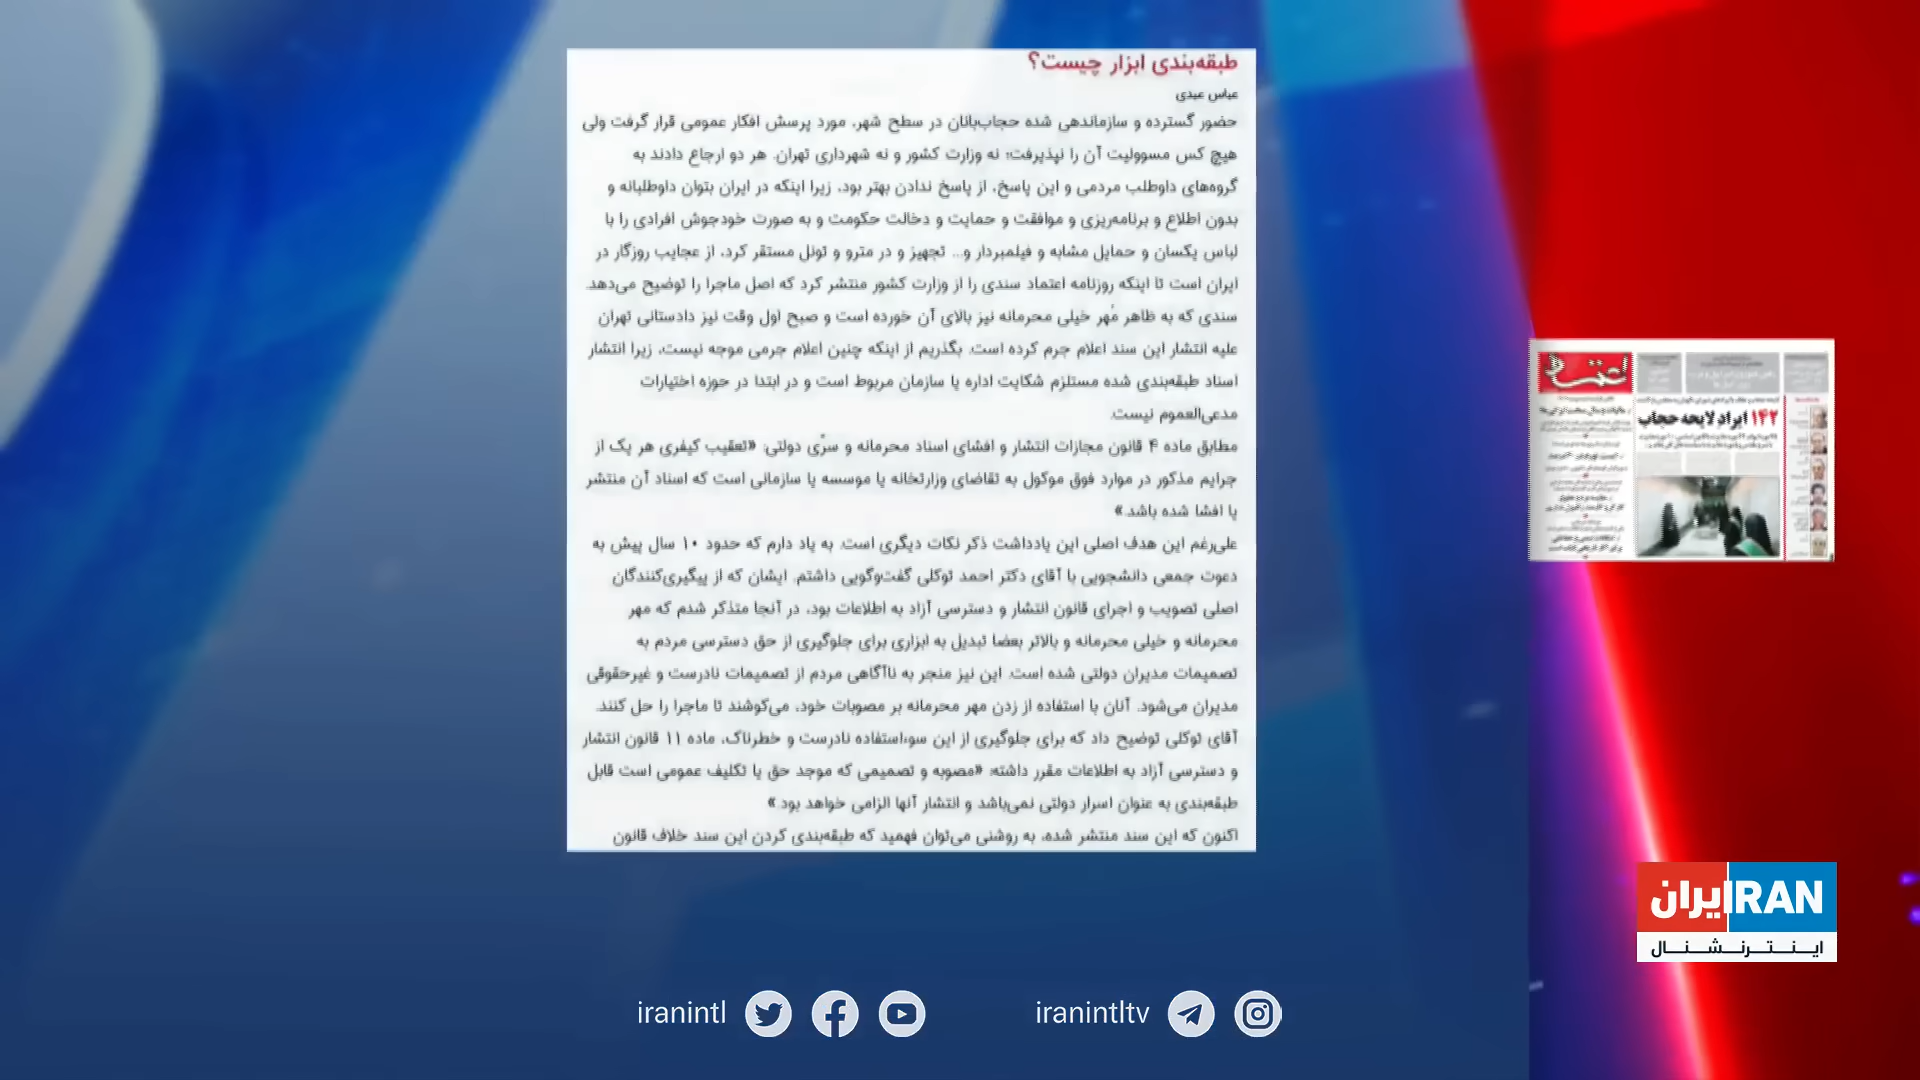 طبقه‌بندی ابزار چیست؟
عباس عبدی
حضور گسترده و سازماندهی شده حجاب‌بانان در سطح شهر، مورد پرسش افکار عمومی قرار گرفت ولی
هیچ کس مسوولیت آن را نپذیرفت؛ نه وزارت کشور و نه شهرداری تهران. هر دو ارجاع دادند به
گروه‌های داوطلب مردمی و این پاسخ، از پاسخ ندادن بهتر بود، زیرا اینکه در ایران بتوان داوطلبانه و
بدون اطلاع و برنامه‌ریزی و موافقت و حمایت و دخالت حکومت و به صورت خودجوش افرادی را با
لباس یکسان و حمایل مشابه و فیلمبردار و... تجهیز و در مترو و تونل مستقر کرد، از عجایب روزگار در
ایران است تا اینکه روزنامه اعتماد سندی را از وزارت کشور منتشر کرد که اصل ماجرا را توضیح می‌دهد.
سندی که به ظاهر مُهر خیلی محرمانه نیز بالای آن خورده است و صبح اول وقت نیز دادستانی تهران
علیه انتشار این سند اعلام جرم کرده است. بگذریم از اینکه چنین اعلام جرمی موجه نیست، زیرا انتشار
اسناد طبقه‌بندی شده مستلزم شکایت اداره یا سازمان مربوط است و در ابتدا در حوزه اختیارات
مدعی‌العموم نیست.
مطابق ماده ۴ قانون مجازات انتشار و افشای اسناد محرمانه و سرّی دولتی: «تعقیب کیفری هر یک از
جرایم مذکور در موارد فوق موکول به تقاضای وزارتخانه یا موسسه یا سازمانی است که اسناد آن منتشر
یا افشا شده باشد.»
علی‌رغم این هدف اصلی این یادداشت ذکر نکات دیگری است. به یاد دارم که حدود ۱۰ سال پیش به
دعوت جمعی دانشجویی با آقای دکتر احمد توکلی گفت‌وگویی داشتم. ایشان که از پیگیری‌کنندگان
اصلی تصویب و اجرای قانون انتشار و دسترسی آزاد به اطلاعات بود، در آنجا متذکر شدم که مهر
محرمانه و خیلی محرمانه و بالاتر بعضا تبدیل به ابزاری برای جلوگیری از حق دسترسی مردم به
تصمیمات مدیران دولتی شده است. این نیز منجر به ناآگاهی مردم از تصمیمات نادرست و غیرحقوقی
مدیران می‌شود. آنان با استفاده از زدن مهر محرمانه بر مصوبات خود، می‌کوشند تا ماجرا را حل کنند.
آقای توکلی توضیح داد که برای جلوگیری از این سوءاستفاده نادرست و خطرناک، ماده ۱۱ قانون انتشار
و دسترسی آزاد به اطلاعات مقرر داشته: «مصوبه و تصمیمی که موجد حق یا تکلیف عمومی است قابل
طبقه‌بندی به عنوان اسرار دولتی نمی‌باشد و انتشار آنها الزامی خواهد بود.»
اکنون که این سند منتشر شده، به روشنی می‌توان فهمید که طبقه‌بندی کردن این سند خلاف قانون
اعتماد
۱۴۲ ایراد لایحه حجاب
ایران IRAN
اینترنشنال
iranintl
iranintltv